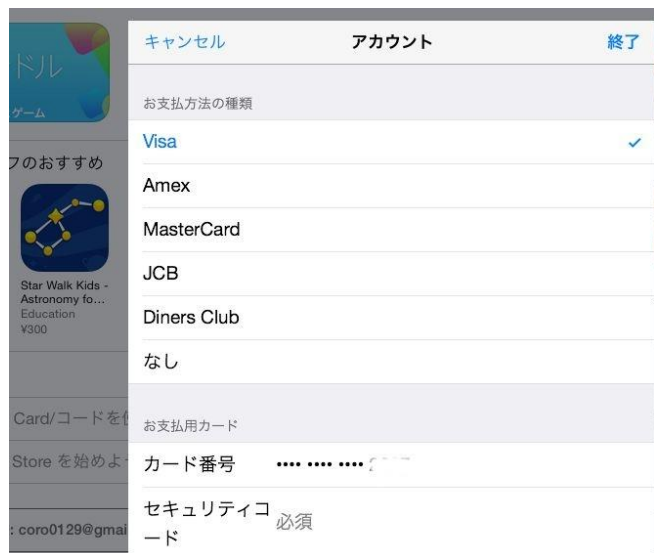 キャンセル
アカウント
終了
ドル
ゲーム
お支払方法の種類
Visa
フのおすすめ
Amex
MasterCard
JCB
Star Walk Kids -
Astronomy fo...
Education
¥300
Diners Club
なし
Card/コードを
お支払用カード
Store を始めよ
カード番号
•••• •••• ••••
セキュリティコ
ード
必須
: coro0129@gmai